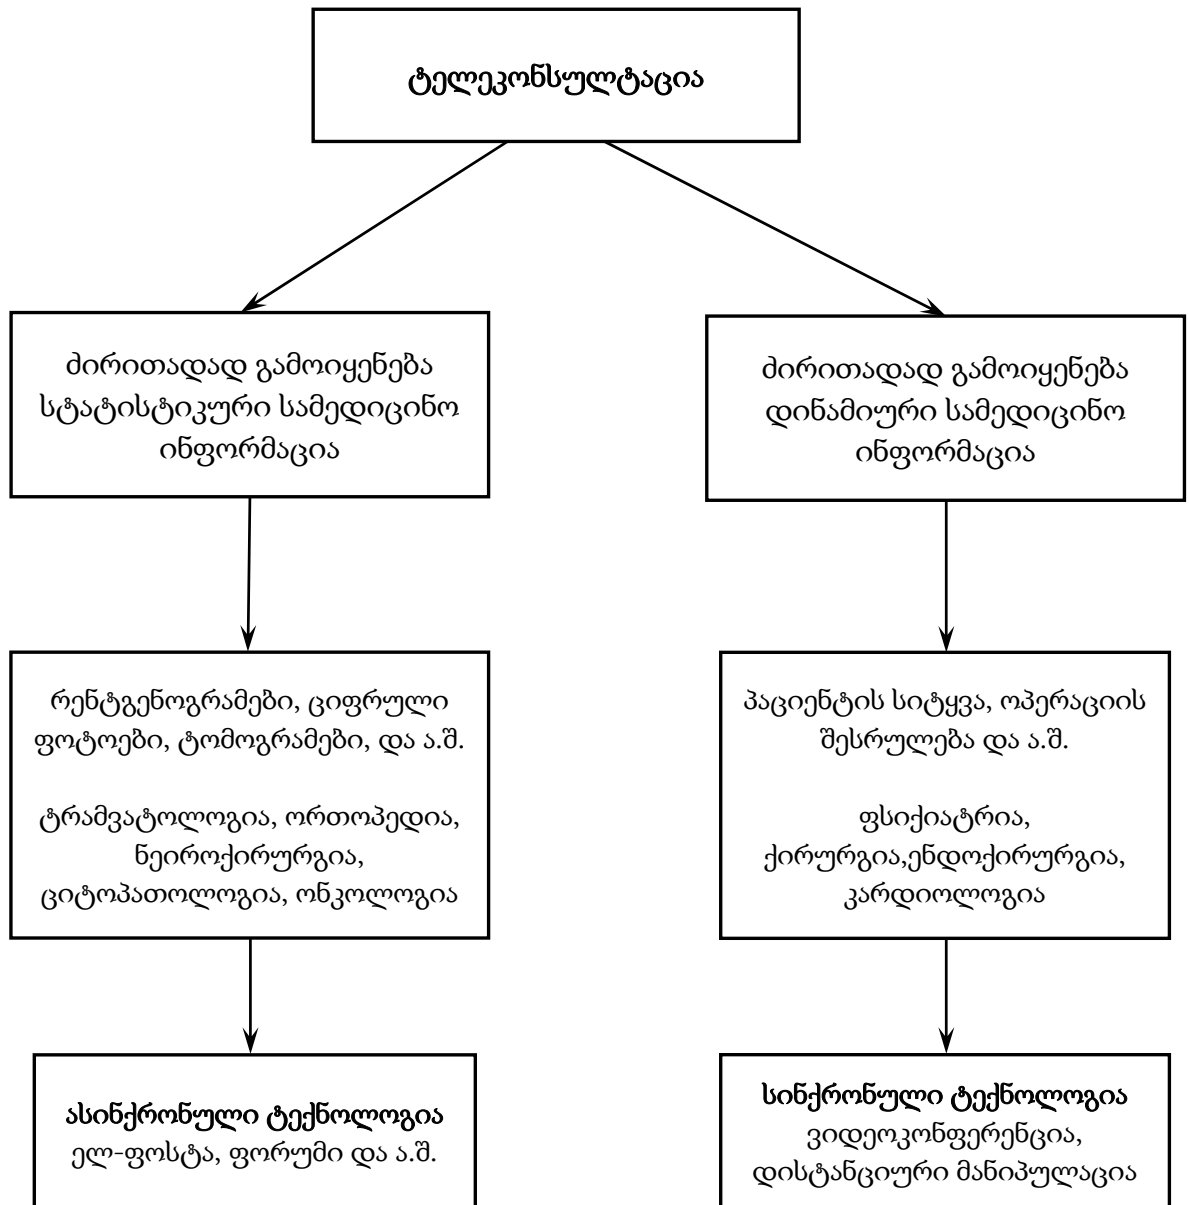 ტელეკონსულტაცია
ძირითადად გამოიყენება
სტატისტიკური სამედიცინო
ინფორმაცია
ძირითადად გამოიყენება
დინამიური სამედიცინო
ინფორმაცია
რენტგენოგრამები, ციფრული
ფოტოები, ტომოგრამები, და ა.შ.
ტრამვატოლოგია, ორთოპედია,
ნეიროქირურგია,
ციტოპათოლოგია, ონკოლოგია
პაციენტის სიტყვა, ოპერაციის
შესრულება და ა.შ.
ფსიქიატრია,
ქირურგია,ენდოქირურგია,
კარდიოლოგია
ასინქრონული ტექნოლოგია
ელ-ფოსტა, ფორუმი და ა.შ.
სინქრონული ტექნოლოგია
ვიდეოკონფერენცია,
დისტანციური მანიპულაცია